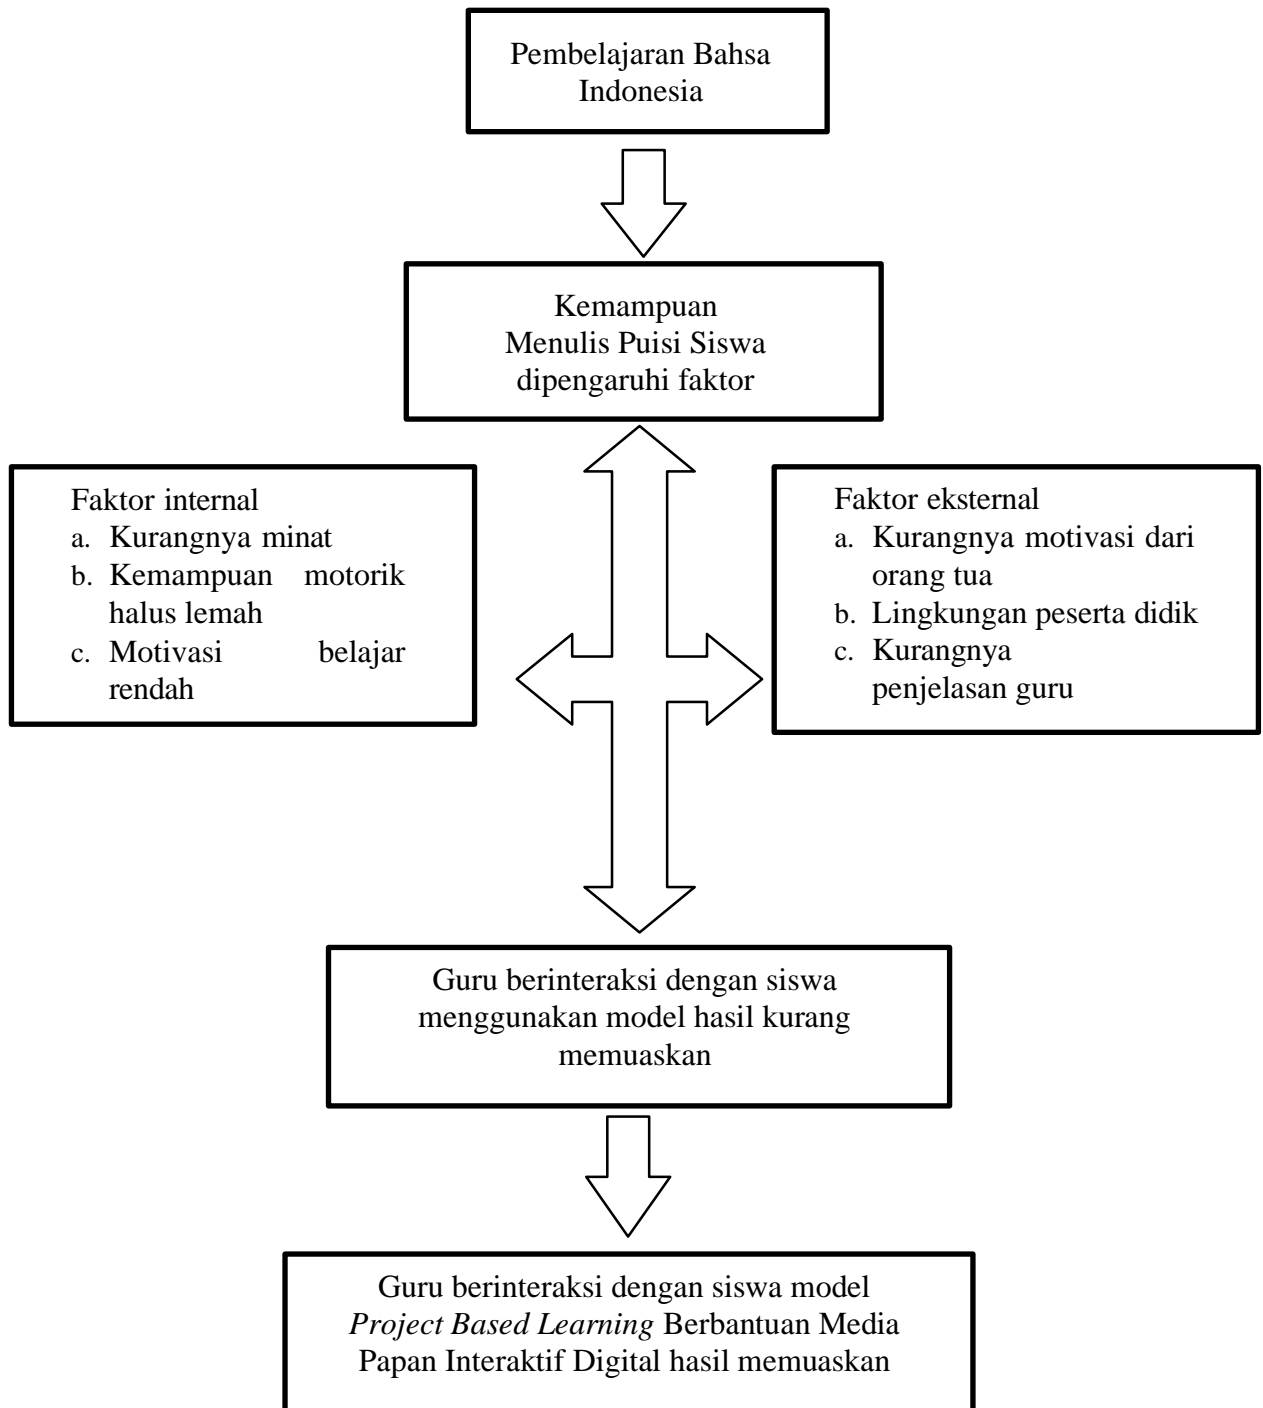 Pembelajaran Bahsa
Indonesia
Kemampuan
Menulis Puisi Siswa
dipengaruhi faktor
Faktor internal
a. Kurangnya minat
b. Kemampuan motorik
halus lemah
c. Motivasi belajar
rendah
Faktor eksternal
a. Kurangnya motivasi dari
orang tua
b. Lingkungan peserta didik
c. Kurangnya
penjelasan guru
Guru berinteraksi dengan siswa
menggunakan model hasil kurang
memuaskan
Guru berinteraksi dengan siswa model
Project Based Learning Berbantuan Media
Papan Interaktif Digital hasil memuaskan